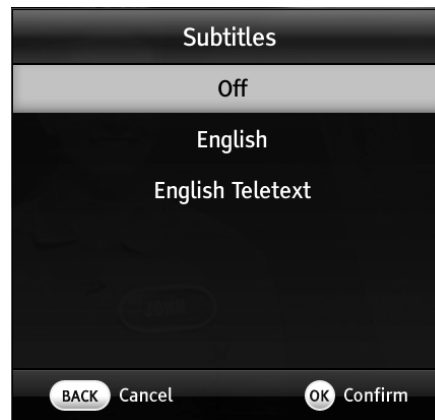 Subtitles
Off
English
English Teletext
BACK Cancel OK Confirm